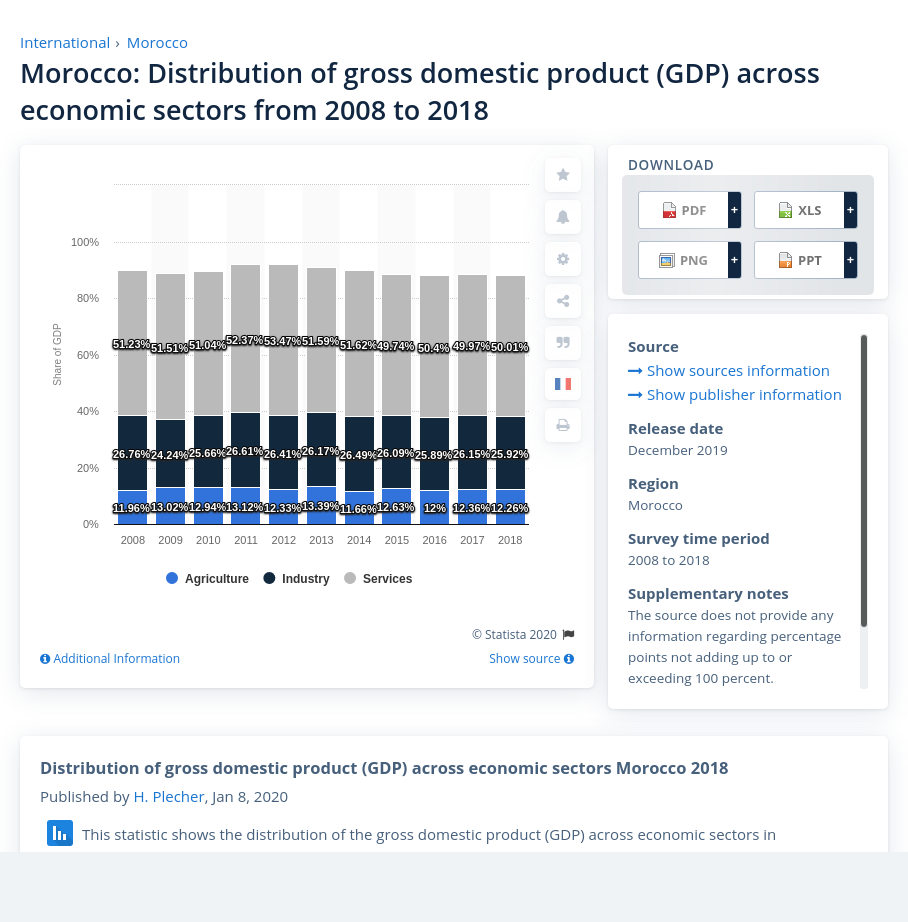 International › Morocco
Morocco: Distribution of gross domestic product (GDP) across
economic sectors from 2008 to 2018
Share of GDP
100%
80%
60%
40%
20%
0%
51.23% 51.51% 51.04% 52.37% 53.47% 51.59% 51.62% 49.74% 50.4% 49.97% 50.01%
26.76% 24.24% 25.66% 26.61% 26.41% 26.17% 26.49% 26.09% 25.89% 26.15% 25.92%
11.96% 13.02% 12.94% 13.12% 12.33% 13.39% 11.66% 12.63% 12% 12.36% 12.26%
2008 2009 2010 2011 2012 2013 2014 2015 2016 2017 2018
Agriculture Industry Services
© Statista 2020
Additional Information Show source
DOWNLOAD
PDF + XLS +
PNG + PPT +
Source
Show sources information
Show publisher information
Release date
December 2019
Region
Morocco
Survey time period
2008 to 2018
Supplementary notes
The source does not provide any
information regarding percentage
points not adding up to or
exceeding 100 percent.
Distribution of gross domestic product (GDP) across economic sectors Morocco 2018
Published by H. Plecher, Jan 8, 2020
This statistic shows the distribution of the gross domestic product (GDP) across economic sectors in